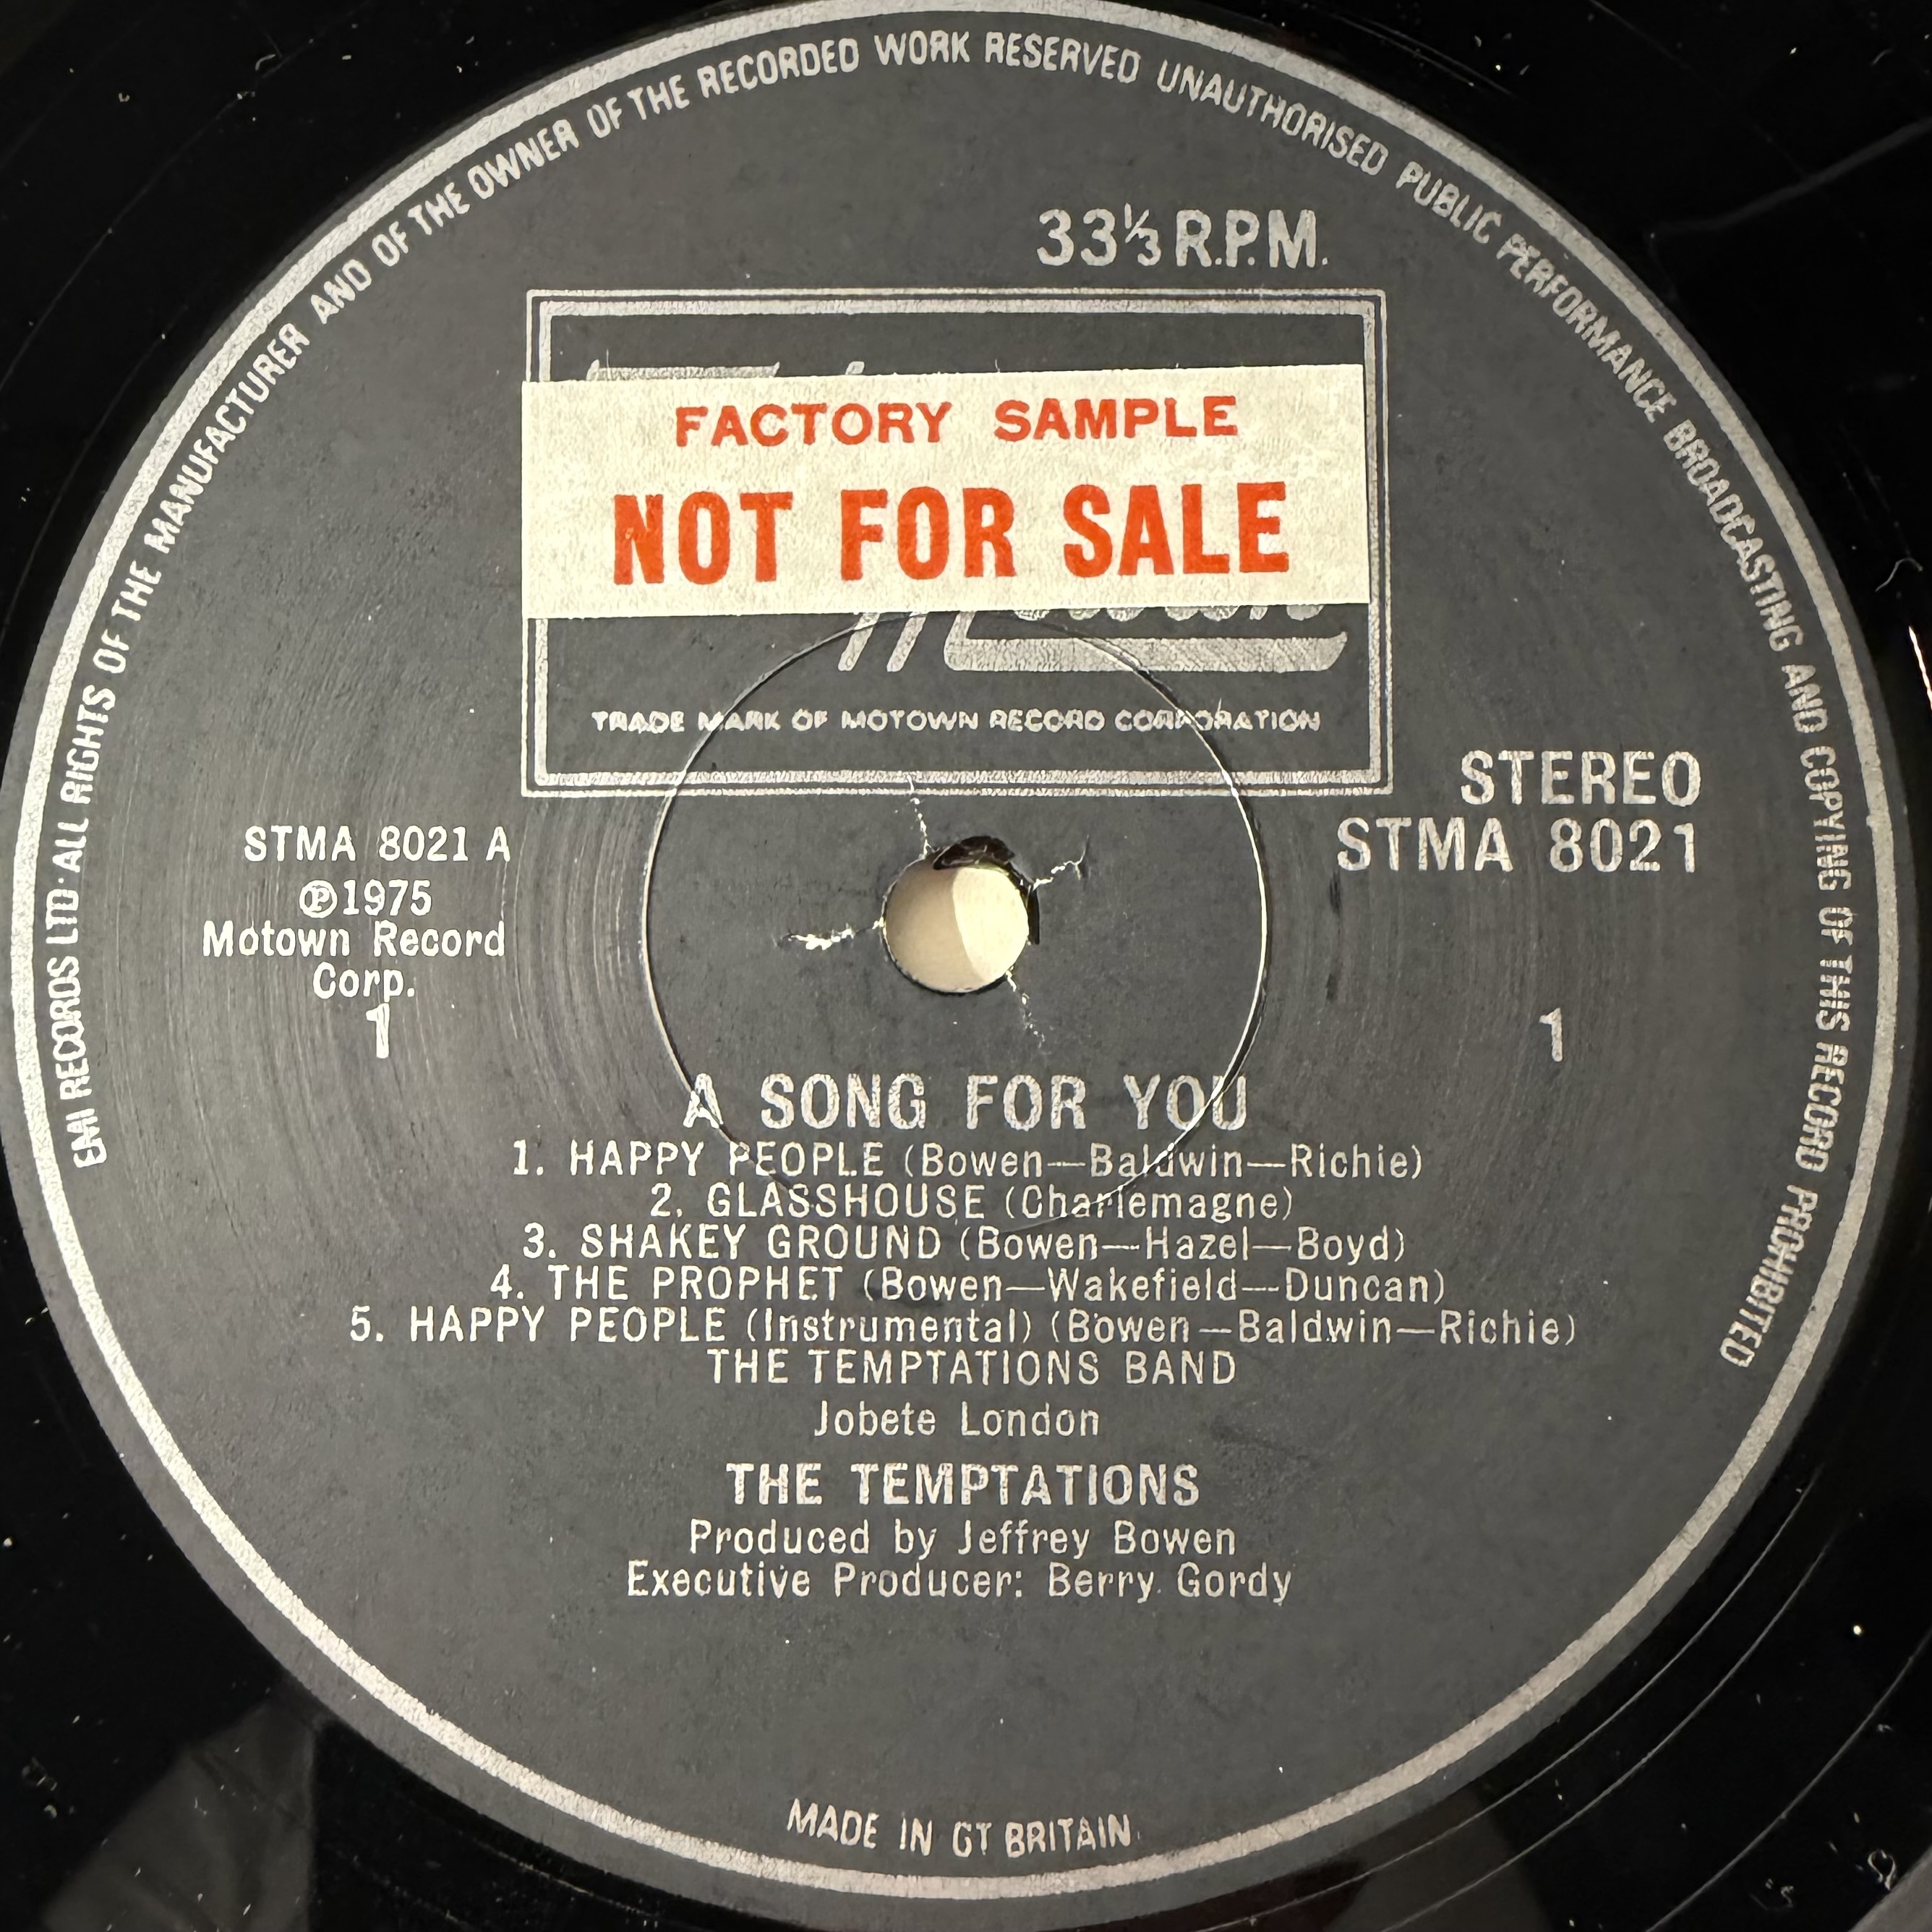 EMI RECORDS LTD·ALL RIGHTS OF THE MANUFACTURER AND OF THE OWNER OF THE RECORDED WORK RESERVED UNAUTHORISED PUBLIC PERFORMANCE BROADCASTING AND COPYING OF THIS RECORD PROHIBITED
33⅓ R.P.M.
FACTORY SAMPLE
NOT FOR SALE
TRADE MARK OF MOTOWN RECORD CORPORATION
STEREO
STMA 8021
STMA 8021 A
℗1975
Motown Record
Corp.
1
1
A SONG FOR YOU
1. HAPPY PEOPLE (Bowen—Baldwin—Richie)
2. GLASSHOUSE (Charlemagne)
3. SHAKEY GROUND (Bowen—Hazel—Boyd)
4. THE PROPHET (Bowen—Wakefield—Duncan)
5. HAPPY PEOPLE (Instrumental) (Bowen—Baldwin—Richie)
THE TEMPTATIONS BAND
Jobete London
THE TEMPTATIONS
Produced by Jeffrey Bowen
Executive Producer: Berry Gordy
MADE IN GT BRITAIN